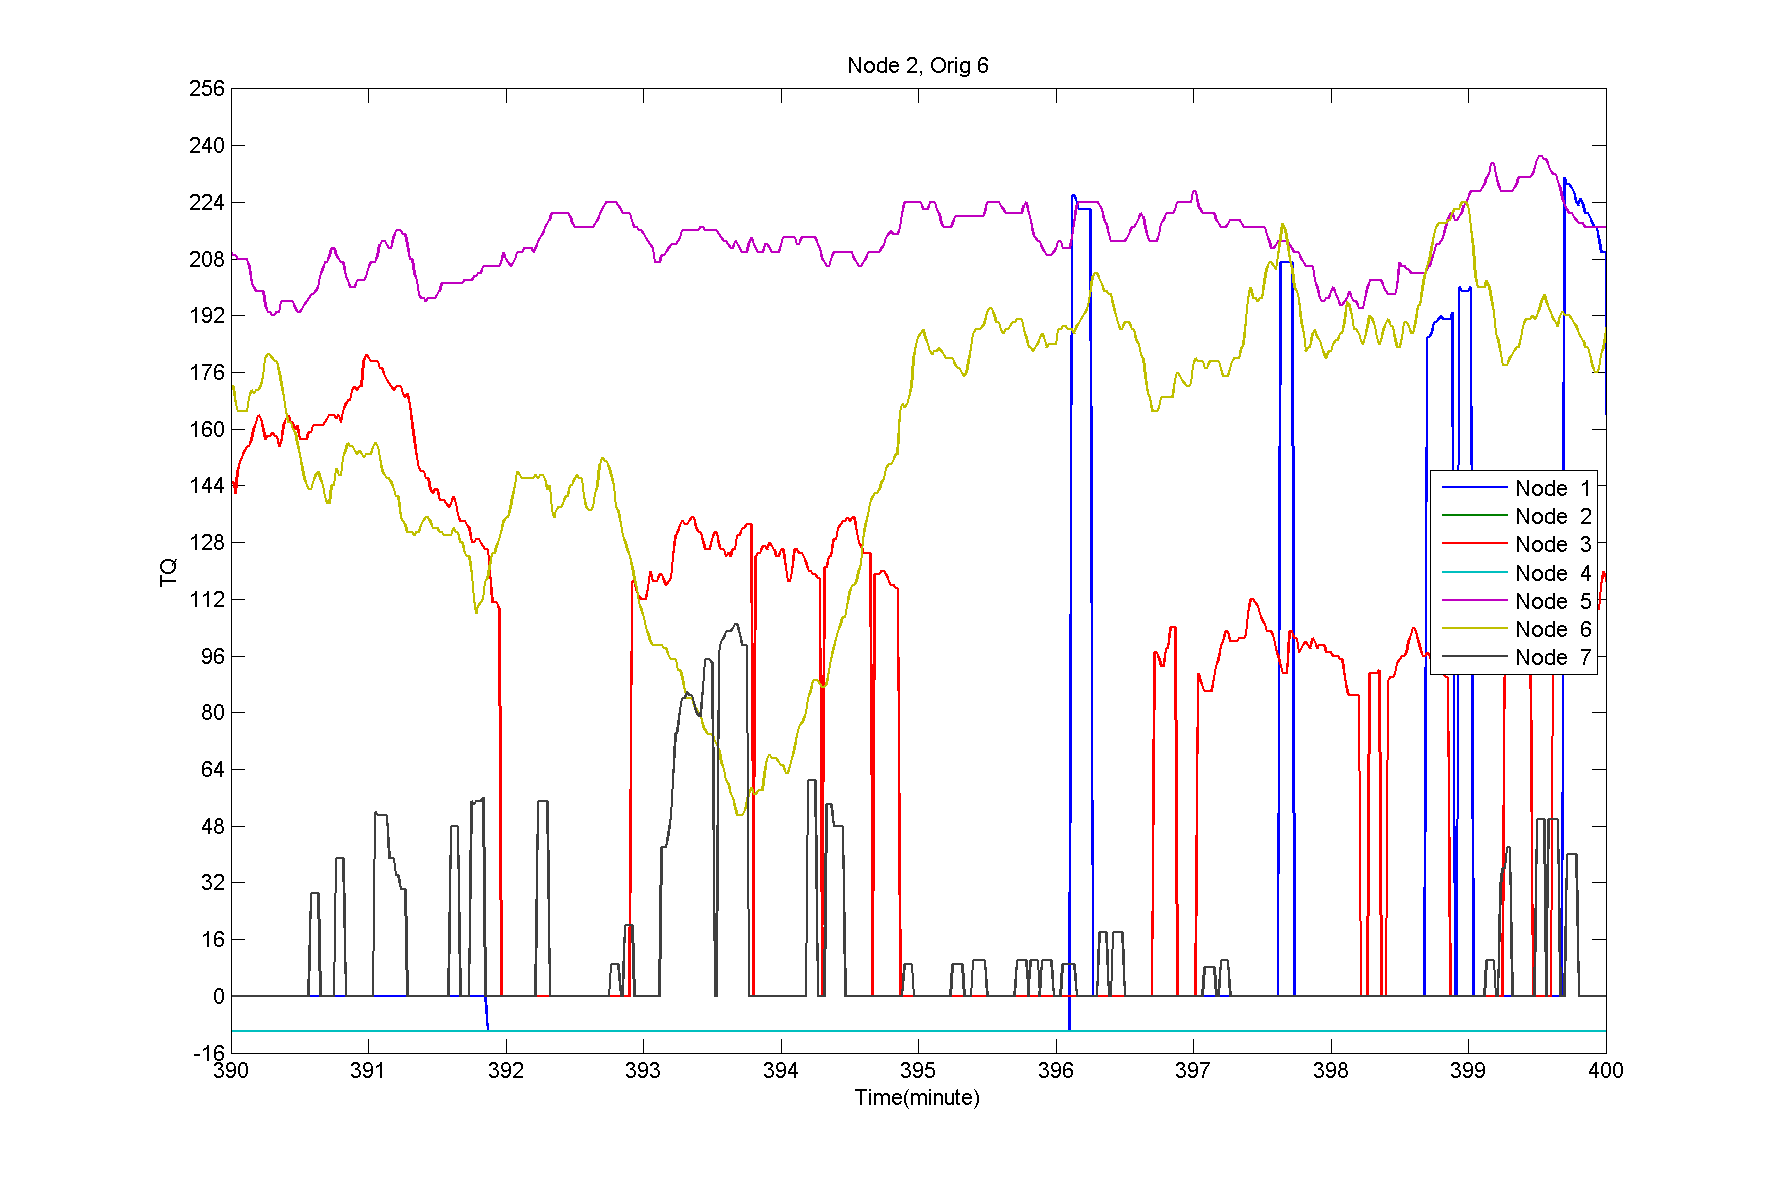 Node 2, Orig 6
256
240
224
208
192
176
160
144
128
112
96
80
64
48
32
16
0
-16
TQ
Node 1
Node 2
Node 3
Node 4
Node 5
Node 6
Node 7
390 391 392 393 394 395 396 397 398 399 400
Time(minute)